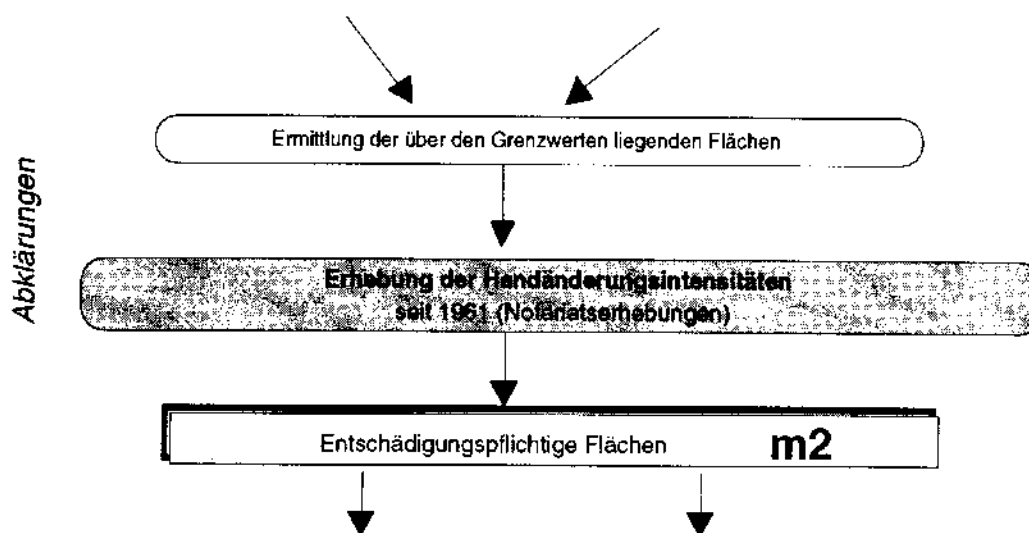 Abklärungen
Ermittlung der über den Grenzwerten liegenden Flächen
Erhebung der Handänderungsintensitäten
seit 1961 (Notariatserhebungen)
Entschädigungspflichtige Flächen m2